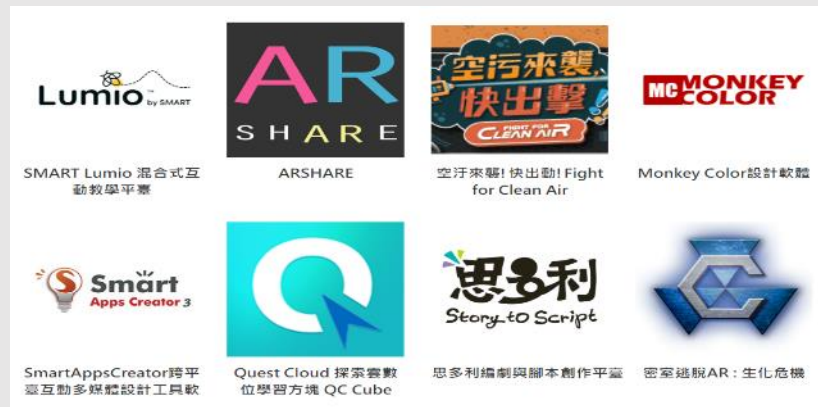 Lumio
by SMART
AR
SHARE
空污來襲
快出擊!
FIGHT FOR
CLEAN AIR
MC MONKEY
COLOR
SMART Lumio 混合式互
動教學平臺
ARSHARE
空汙來襲! 快出動! Fight
for Clean Air
Monkey Color設計軟體
S Smart
Apps Creator 3
Q
思多利
Story to Script
C
SmartAppsCreator跨平
臺互動多媒體設計工具軟
Quest Cloud 探索雲數
位學習方塊 QC Cube
思多利編劇與腳本創作平臺
密室逃脫AR：生化危機